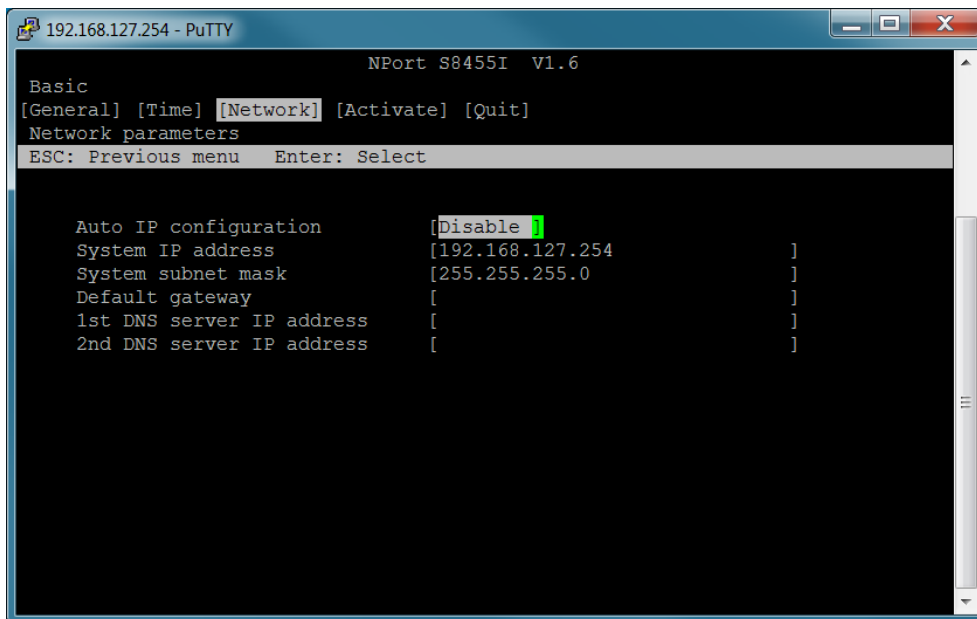 192.168.127.254 - PuTTY
NPort S8455I V1.6
Basic
[General] [Time] [Network] [Activate] [Quit]
Network parameters
ESC: Previous menu Enter: Select
Auto IP configuration [Disable ]
System IP address [192.168.127.254 ]
System subnet mask [255.255.255.0 ]
Default gateway [ ]
1st DNS server IP address [ ]
2nd DNS server IP address [ ]